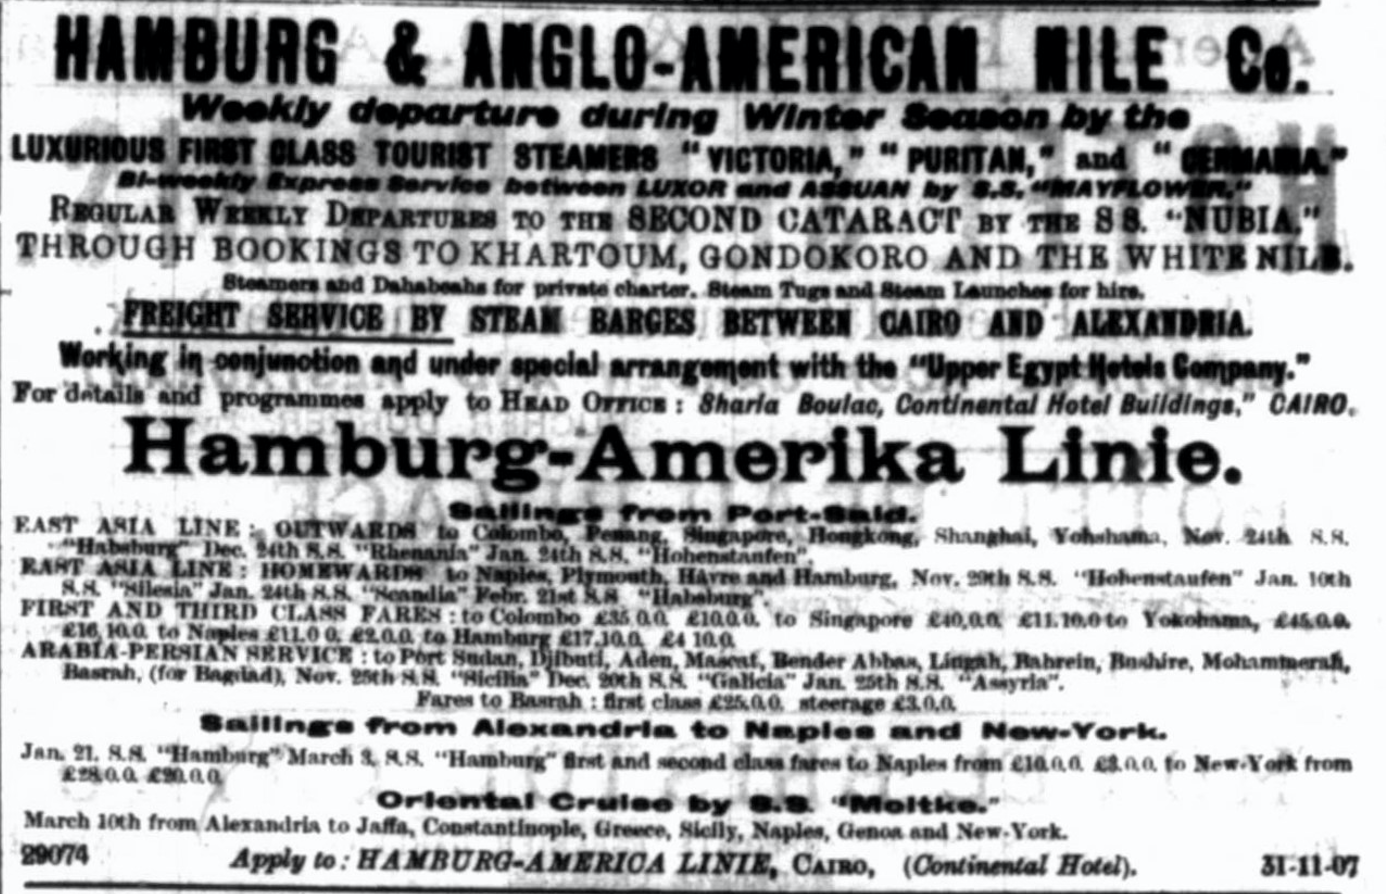 HAMBURG & ANGLO-AMERICAN NILE Co.
Weekly departure during Winter Season by the
LUXURIOUS FIRST CLASS TOURIST STEAMERS "VICTORIA," "PURITAN," and "GERMANIA."
Bi-weekly Express Service between LUXOR and ASSUAN by S.S. "MAYFLOWER."
REGULAR WEEKLY DEPARTURES TO THE SECOND CATARACT BY THE SS. "NUBIA."
THROUGH BOOKINGS TO KHARTOUM, GONDOKORO AND THE WHITE NILE.
Steamers and Dahabeahs for private charter. Steam Tugs and Steam Launches for hire.
FREIGHT SERVICE BY STEAM BARGES BETWEEN CAIRO AND ALEXANDRIA.
Working in conjunction and under special arrangement with the "Upper Egypt Hotels Company."
For details and programmes apply to HEAD OFFICE: Sharia Boulac, Continental Hotel Buildings," CAIRO.
Hamburg-Amerika Linie.
Sailings from Port-Said.
EAST ASIA LINE: OUTWARDS to Colombo, Penang, Singapore, Hongkong, Shanghai, Yohohama, Nov. 24th S.S.
"Habsburg" Dec. 24th S.S. "Rhenania" Jan. 24th S.S. "Hohenstaufen".
EAST ASIA LINE: HOMEWARDS to Naples, Plymouth, Hâvre and Hamburg, Nov. 29th S.S. "Hohenstaufen" Jan. 10th
S.S. "Silesia" Jan. 24th S.S. "Scandia" Febr. 21st S.S "Habsburg".
FIRST AND THIRD CLASS FARES: to Colombo £35.0.0. £10.0.0. to Singapore £40,0.0. £11.10.0 to Yokohama, £45.0.0.
£16.10.0. to Naples £11.0 0. £2.0.0. to Hamburg £17.10.0. £4 10.0.
ARABIA-PERSIAN SERVICE: to Port Sudan, Djibuti, Aden, Mascat, Bender Abbas, Lingah, Bahrein, Bushire, Mohammerah,
Basrah, (for Bagdad), Nov. 25th S.S. "Sicilia" Dec. 20th S.S. "Galicia" Jan. 25th S.S. "Assyria".
Fares to Basrah: first class £25.0.0. steerage £3.0.0.
Sailings from Alexandria to Naples and New-York.
Jan. 21. S.S. "Hamburg" March 3. S.S. "Hamburg" first and second class fares to Naples from £10.0.0. £8.0.0. to New-York from
£28.0.0. £20.0.0.
Oriental Cruise by S.S. "Moltke."
March 10th from Alexandria to Jaffa, Constantinople, Greece, Sicily, Naples, Genoa and New-York.
29074 Apply to: HAMBURG-AMERICA LINIE, CAIRO, (Continental Hotel). 31-11-07